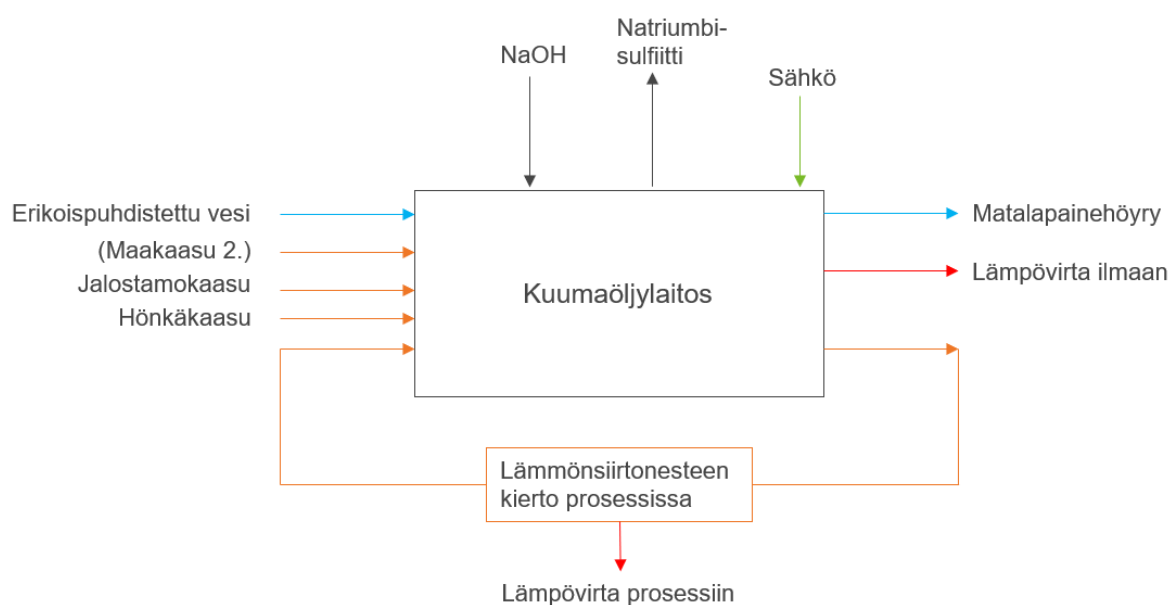 Natriumbi-
sulfiitti
NaOH
Sähkö
Erikoispuhdistettu vesi
(Maakaasu 2.)
Jalostamokaasu
Hönkäkaasu
Kuumaöljylaitos
Matalapainehöyry
Lämpövirta ilmaan
Lämmönsiirtonesteen
kierto prosessissa
Lämpövirta prosessiin